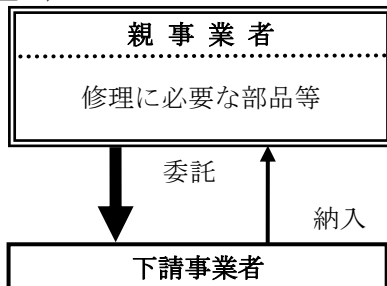 親事業者
修理に必要な部品等
委託
納入
下請事業者